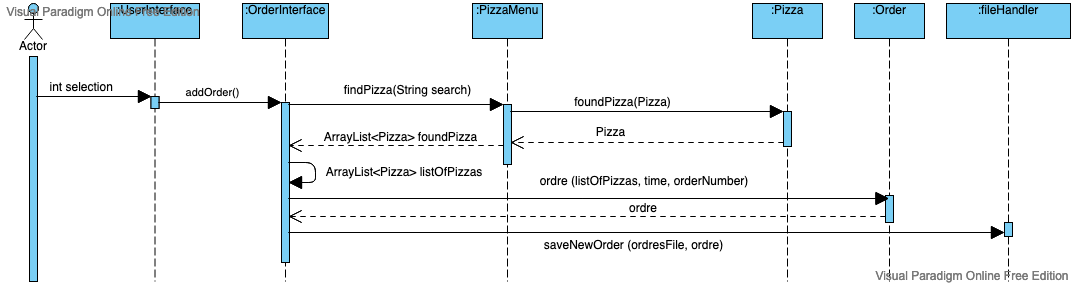 Visual Paradigm Online Free Edition
:UserInterface
:OrderInterface
:PizzaMenu
:Pizza
:Order
:fileHandler
Actor
int selection
addOrder()
findPizza(String search)
foundPizza(Pizza)
Pizza
ArrayList<Pizza> foundPizza
ArrayList<Pizza> listOfPizzas
ordre (listOfPizzas, time, orderNumber)
ordre
saveNewOrder (ordresFile, ordre)
Visual Paradigm Online Free Edition